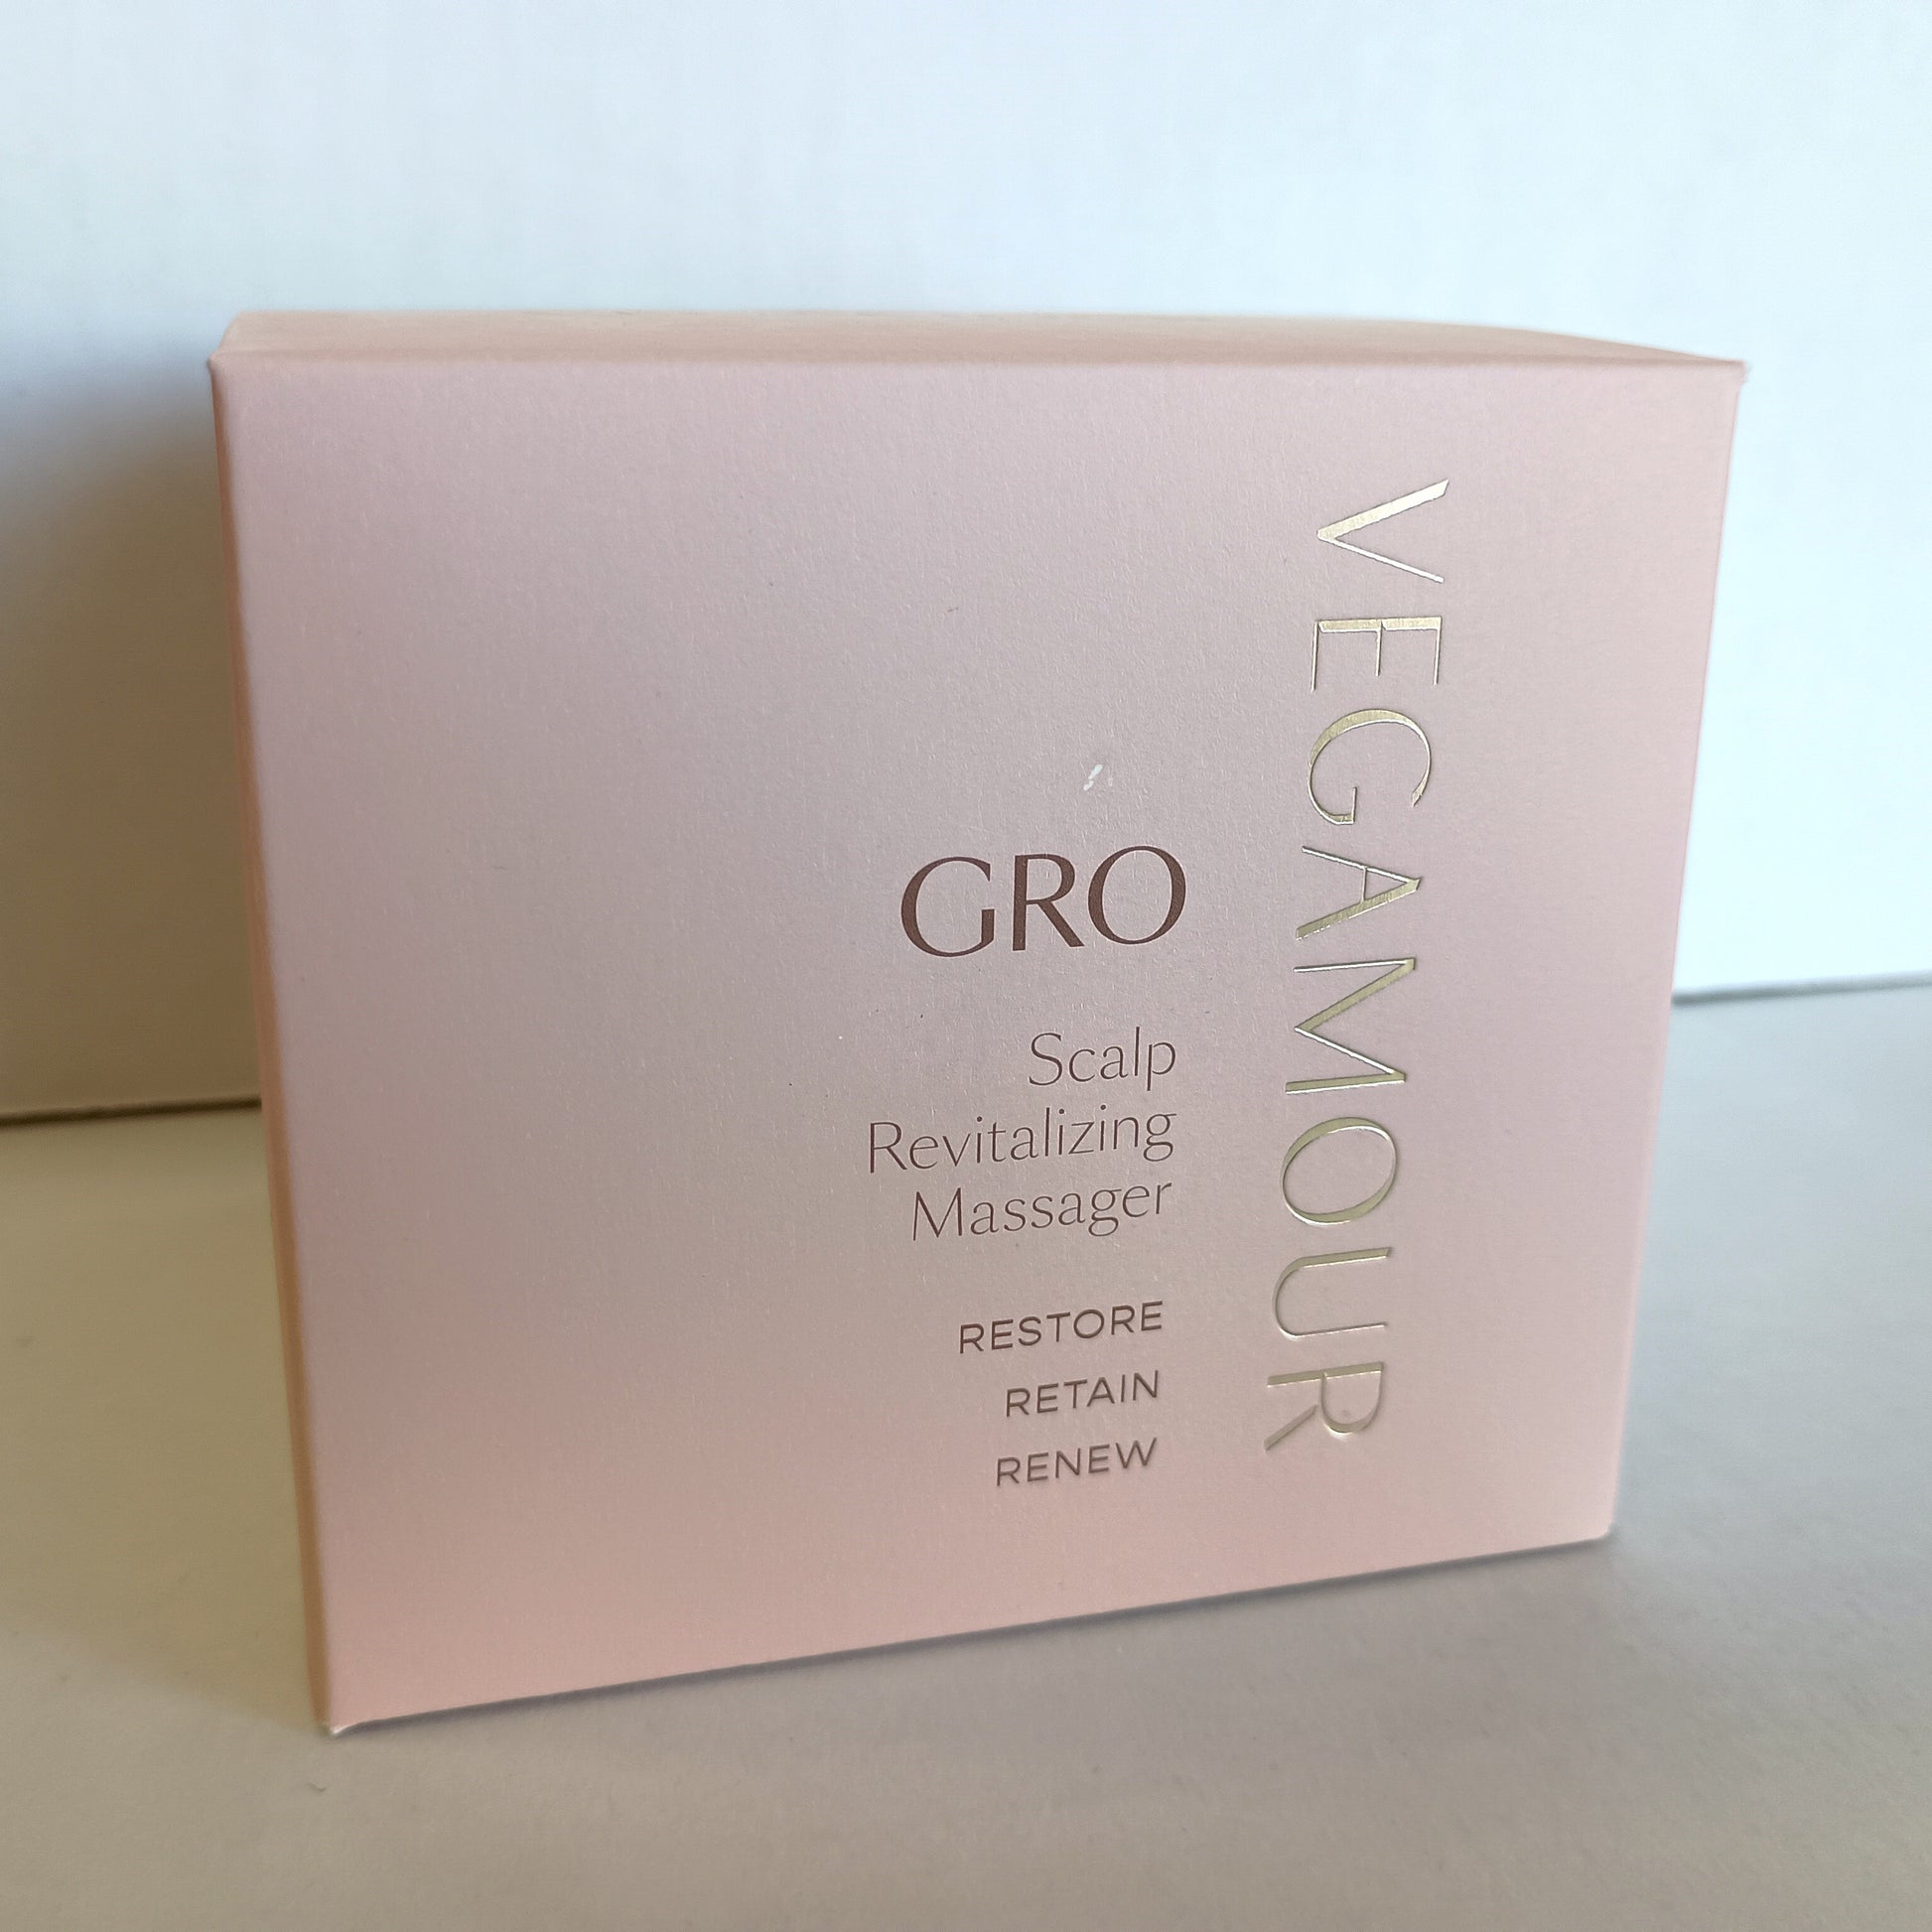 VEGAMOUR
GRO
Scalp
Revitalizing
Massager
RESTORE
RETAIN
RENEW